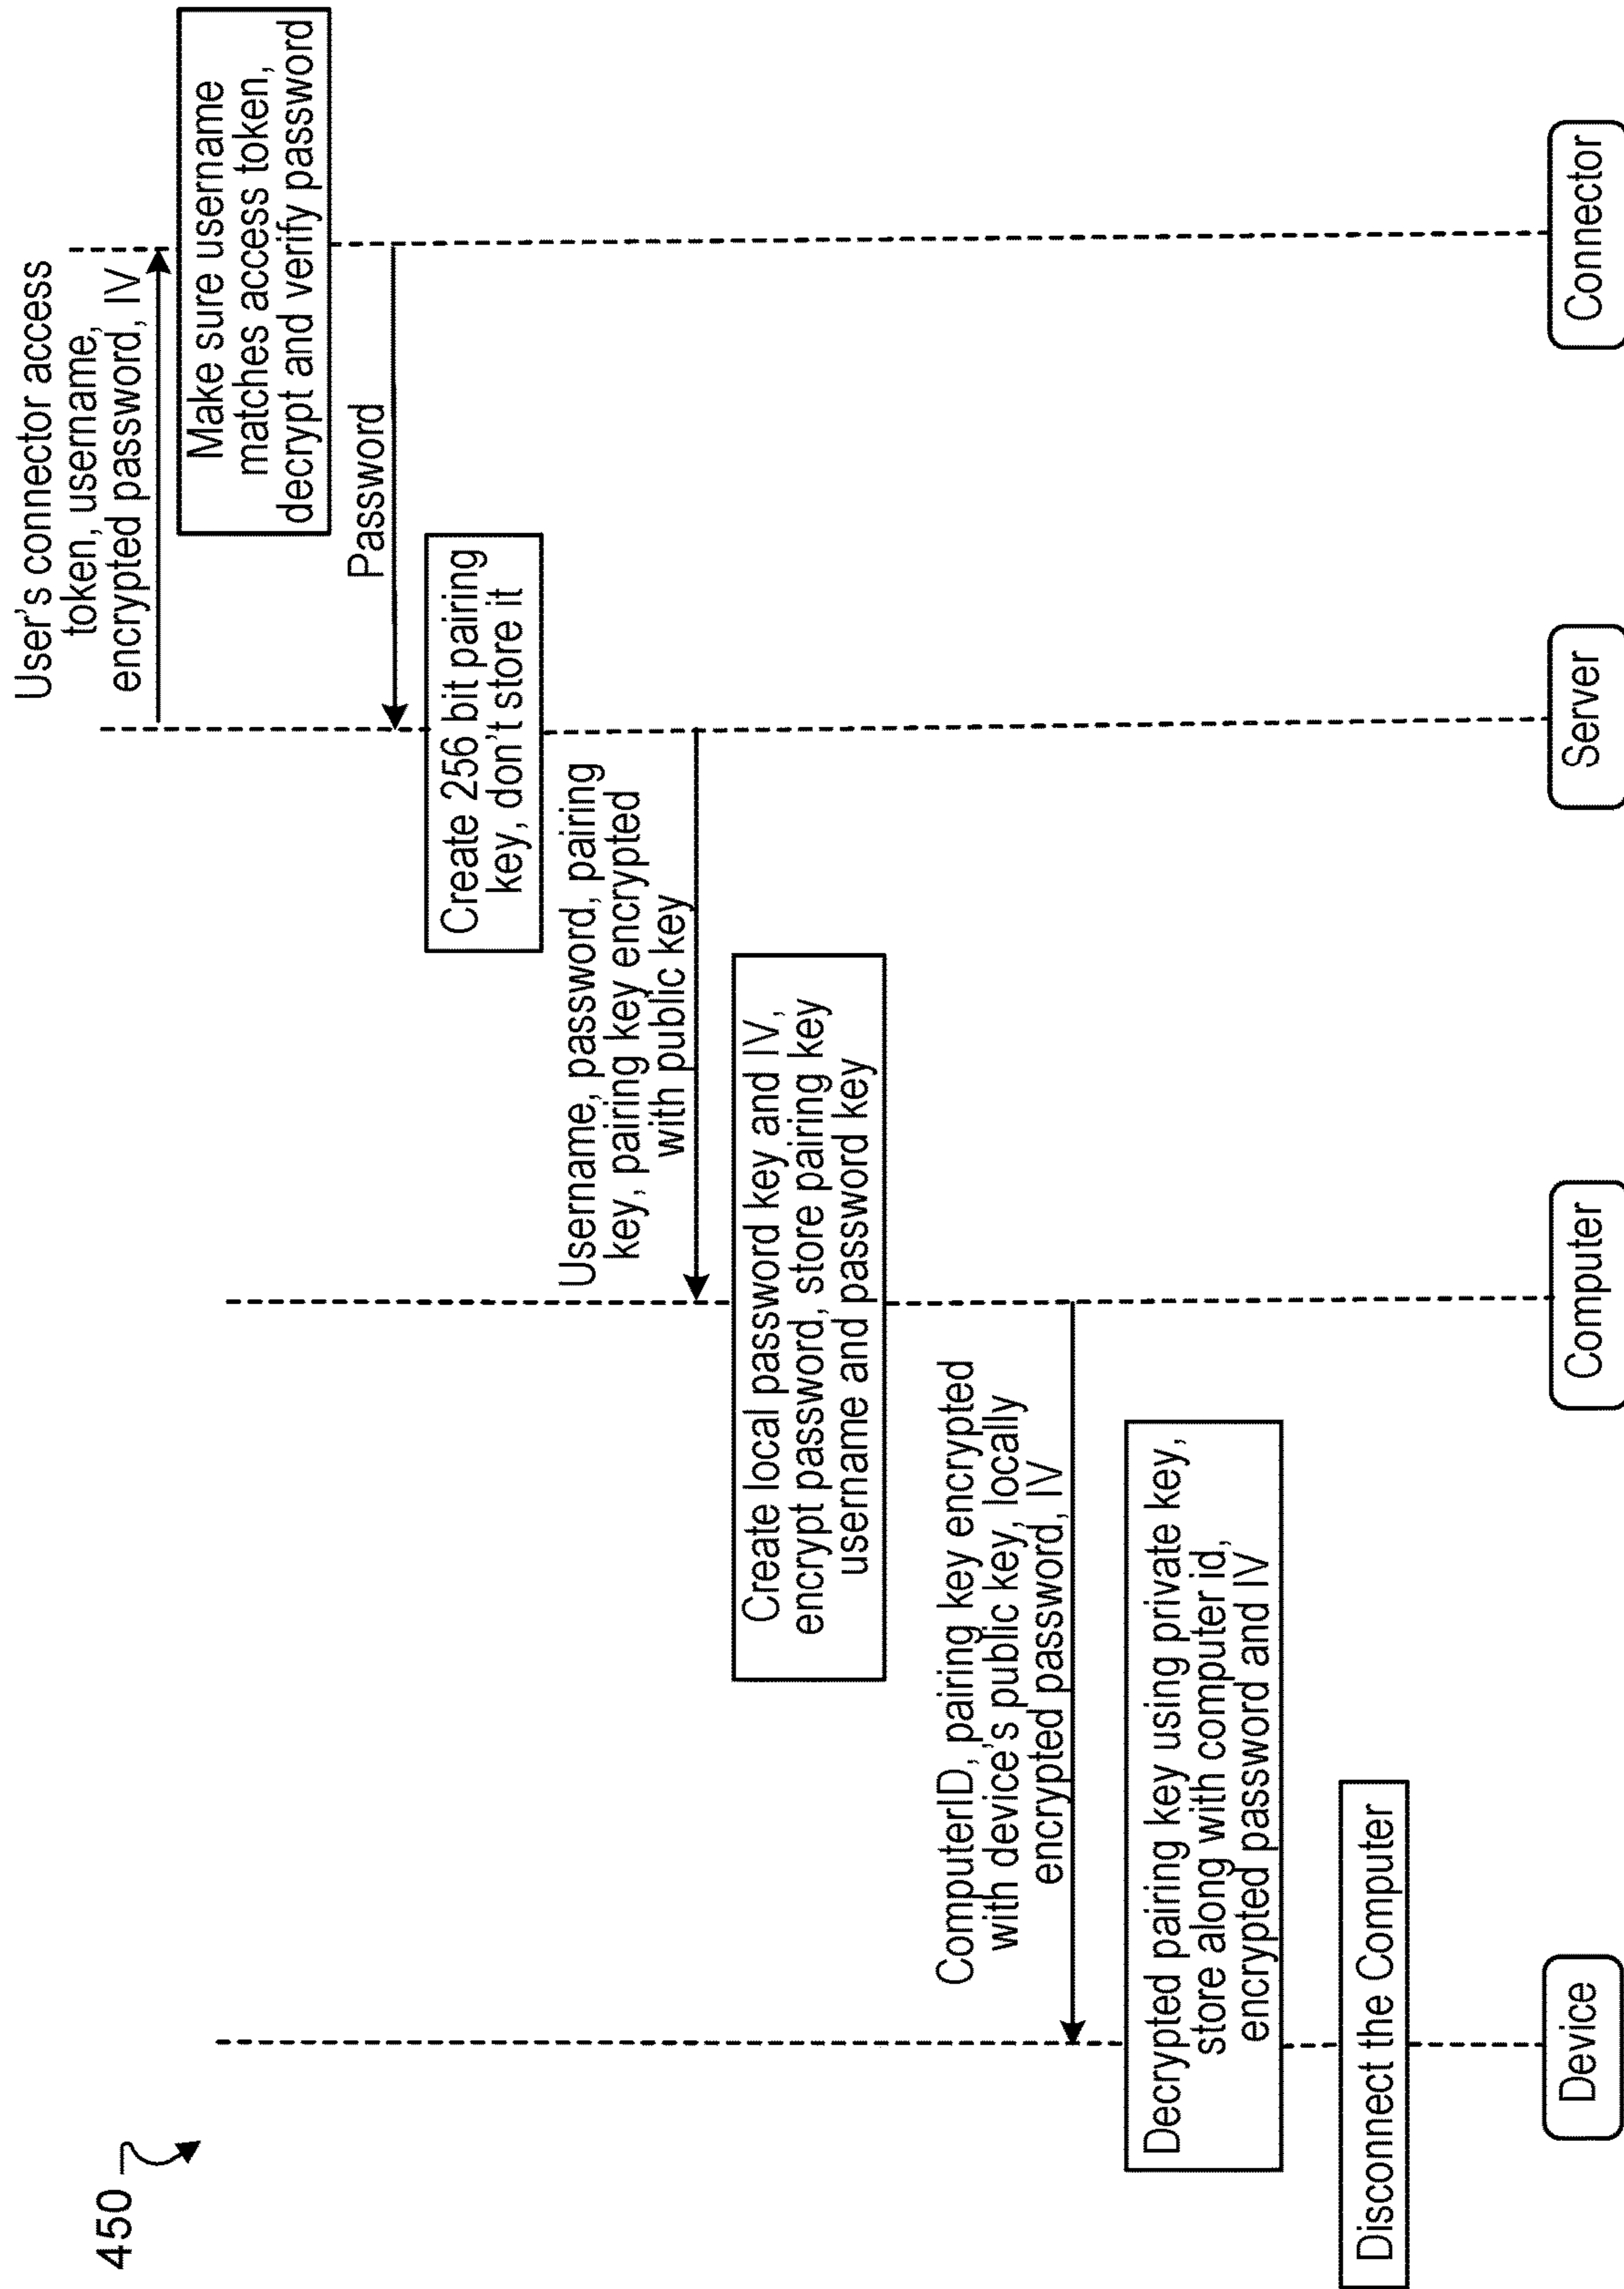 450
User's connector access
token, username,
encrypted password, IV
Make sure username
matches access token,
decrypt and verify password
Password
Create 256 bit pairing
key, don't store it
Username, password, pairing
key, pairing key encrypted
with public key
Create local password key and IV,
encrypt password, store pairing key
username and password key
ComputerID, pairing key encrypted
with device's public key, locally
encrypted password, IV
Decrypted pairing key using private key,
store along with computer id,
encrypted password and IV
Disconnect the Computer
Device
Computer
Server
Connector